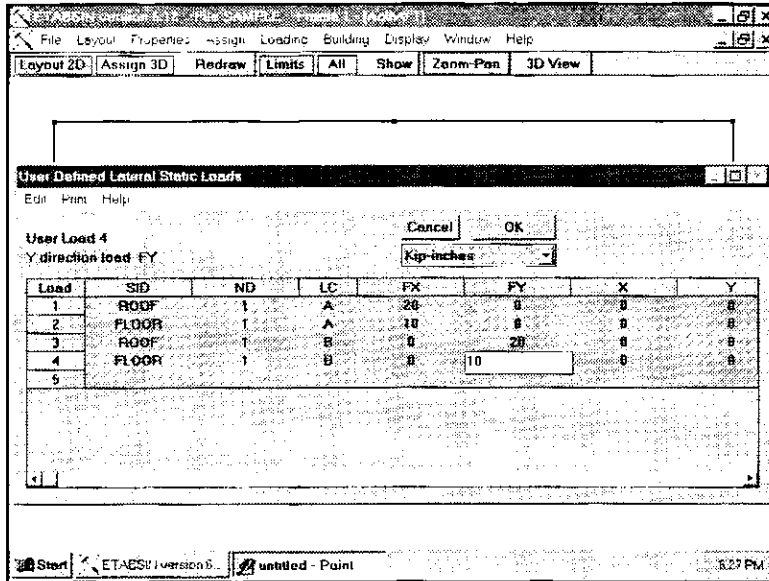 File Layout Properties Assign Loading Building Display Window Help
Layout 2D Assign 3D Redraw Limits All Show Zoom-Pan 3D View
User Defined Lateral Static Loads
Edit Print Help
Cancel OK
User Load 4
Y direction load FY
Kip-inches
Load SID ND LC FX FY X Y
1 ROOF 1 A 20 0 0 0
2 FLOOR 1 A 10 0 0 0
3 ROOF 1 B 0 20 0 0
4 FLOOR 1 B 0 10 0 0
5
Start untitled - Paint 5:27 PM